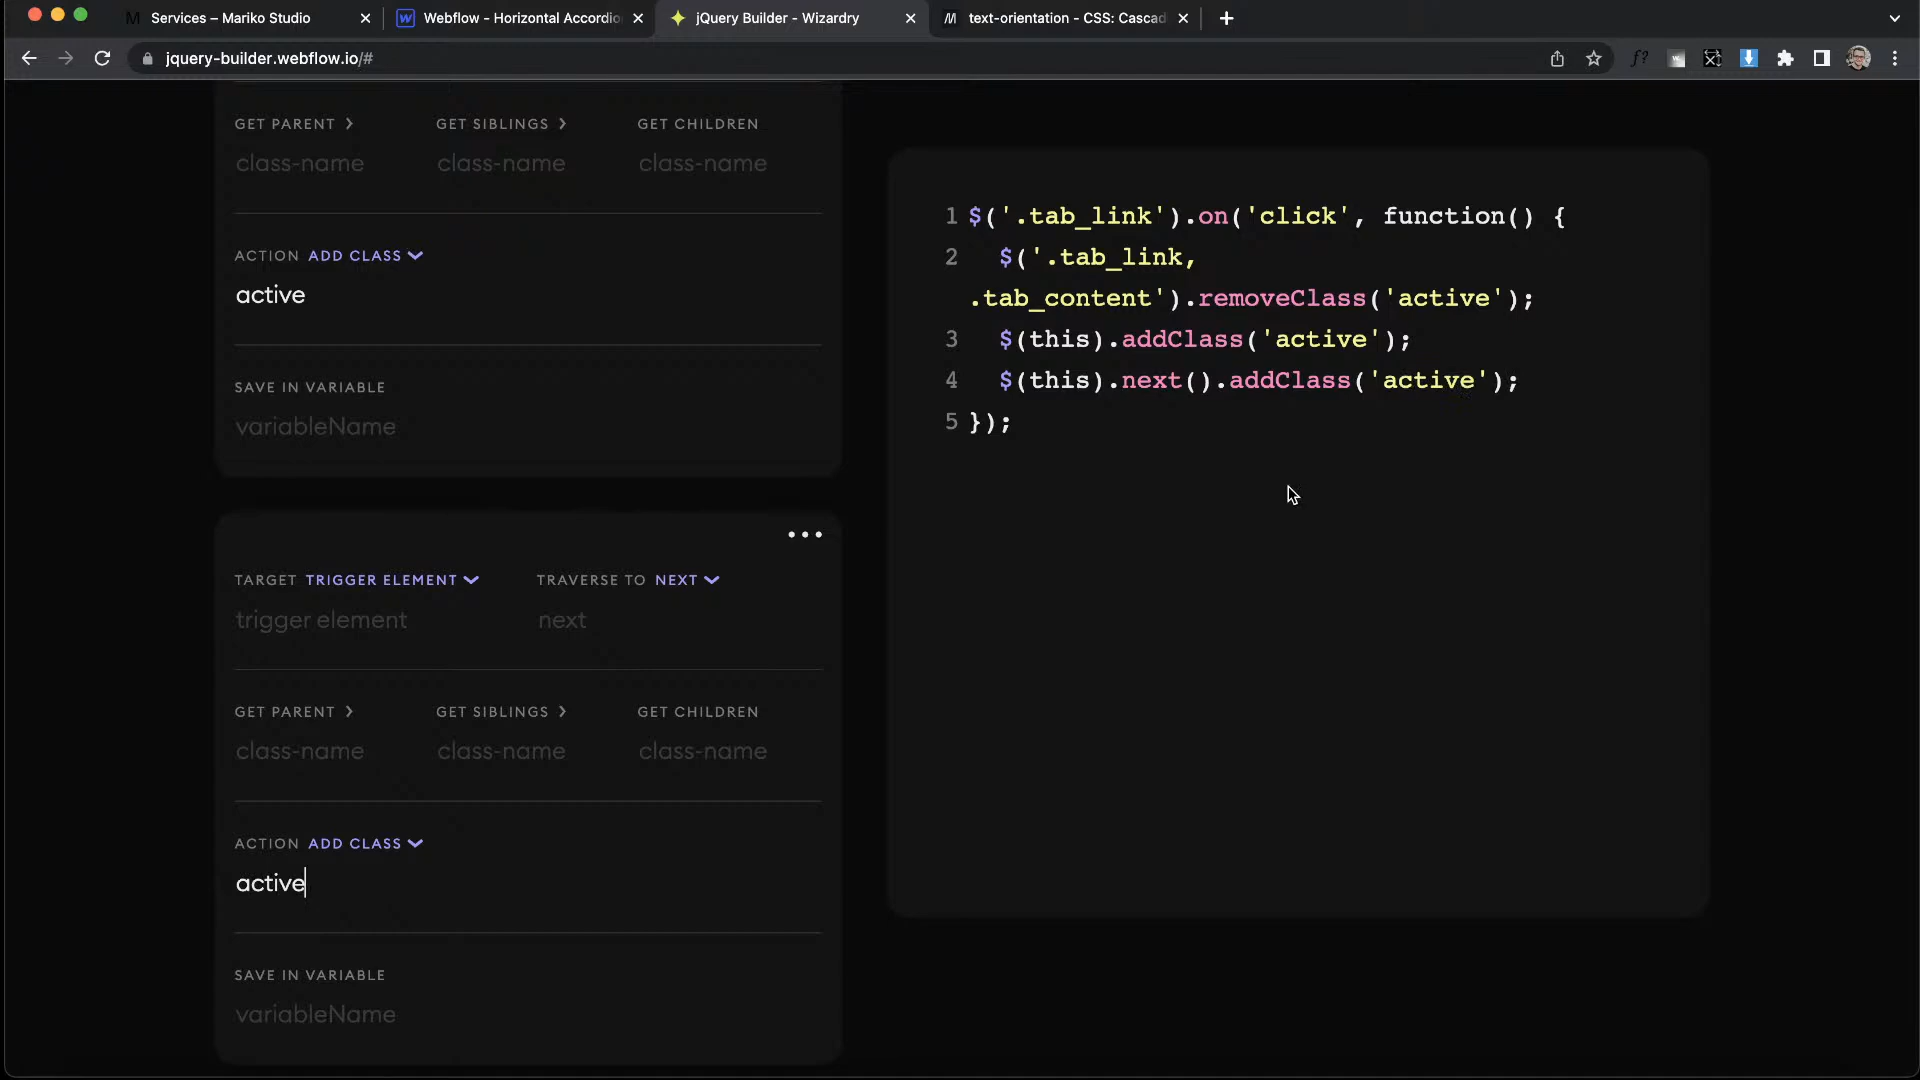 Services – Mariko Studio
Webflow - Horizontal Accordio
jQuery Builder - Wizardry
text-orientation - CSS: Cascad
jquery-builder.webflow.io/#
GET PARENT
GET SIBLINGS
GET CHILDREN
class-name
class-name
class-name
ACTION ADD CLASS
active
SAVE IN VARIABLE
variableName
TARGET TRIGGER ELEMENT
TRAVERSE TO NEXT
trigger element
next
GET PARENT
GET SIBLINGS
GET CHILDREN
class-name
class-name
class-name
ACTION ADD CLASS
active
SAVE IN VARIABLE
variableName
1 $('.tab_link').on('click', function() {
2 $('.tab_link,
.tab_content').removeClass('active');
3 $(this).addClass('active');
4 $(this).next().addClass('active');
5 });